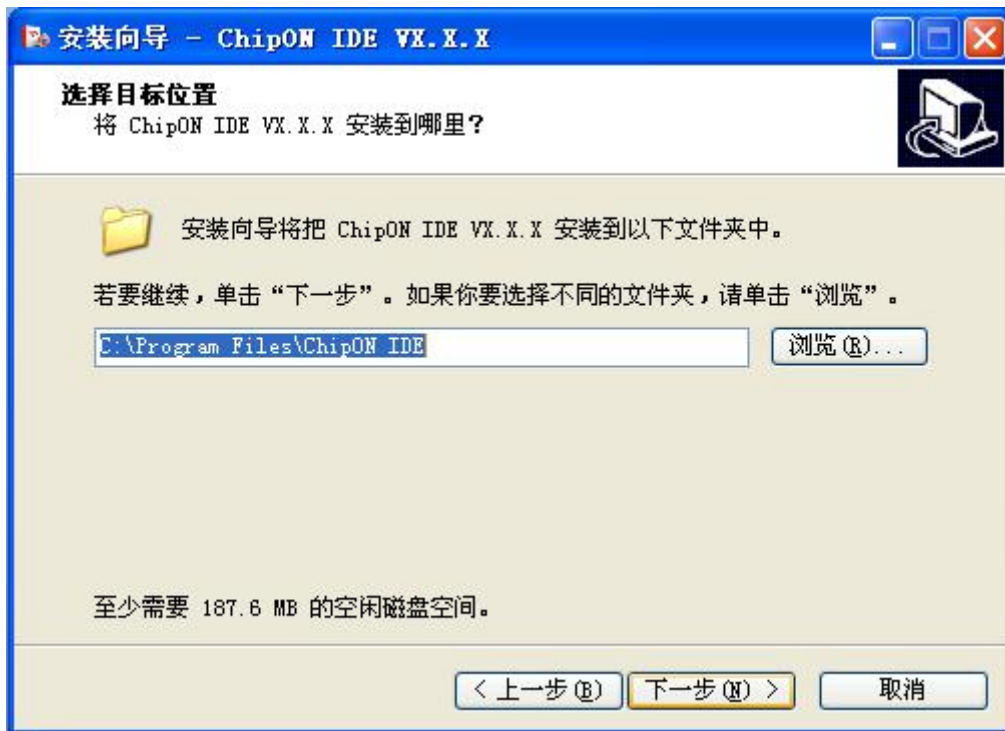 安装向导 - ChipON IDE VX.X.X
选择目标位置
将 ChipON IDE VX.X.X 安装到哪里?
安装向导将把 ChipON IDE VX.X.X 安装到以下文件夹中。
若要继续,单击“下一步”。如果你要选择不同的文件夹,请单击“浏览”。
C:\Program Files\ChipON IDE
浏览(R)...
至少需要 187.6 MB 的空闲磁盘空间。
< 上一步(B)
下一步(N) >
取消